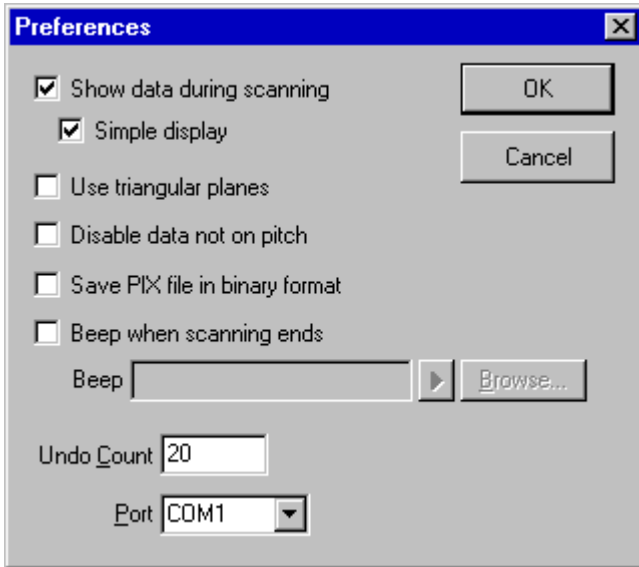 Preferences
Show data during scanning
OK
Simple display
Cancel
Use triangular planes
Disable data not on pitch
Save PIX file in binary format
Beep when scanning ends
Beep
Browse...
Undo Count 20
Port COM1